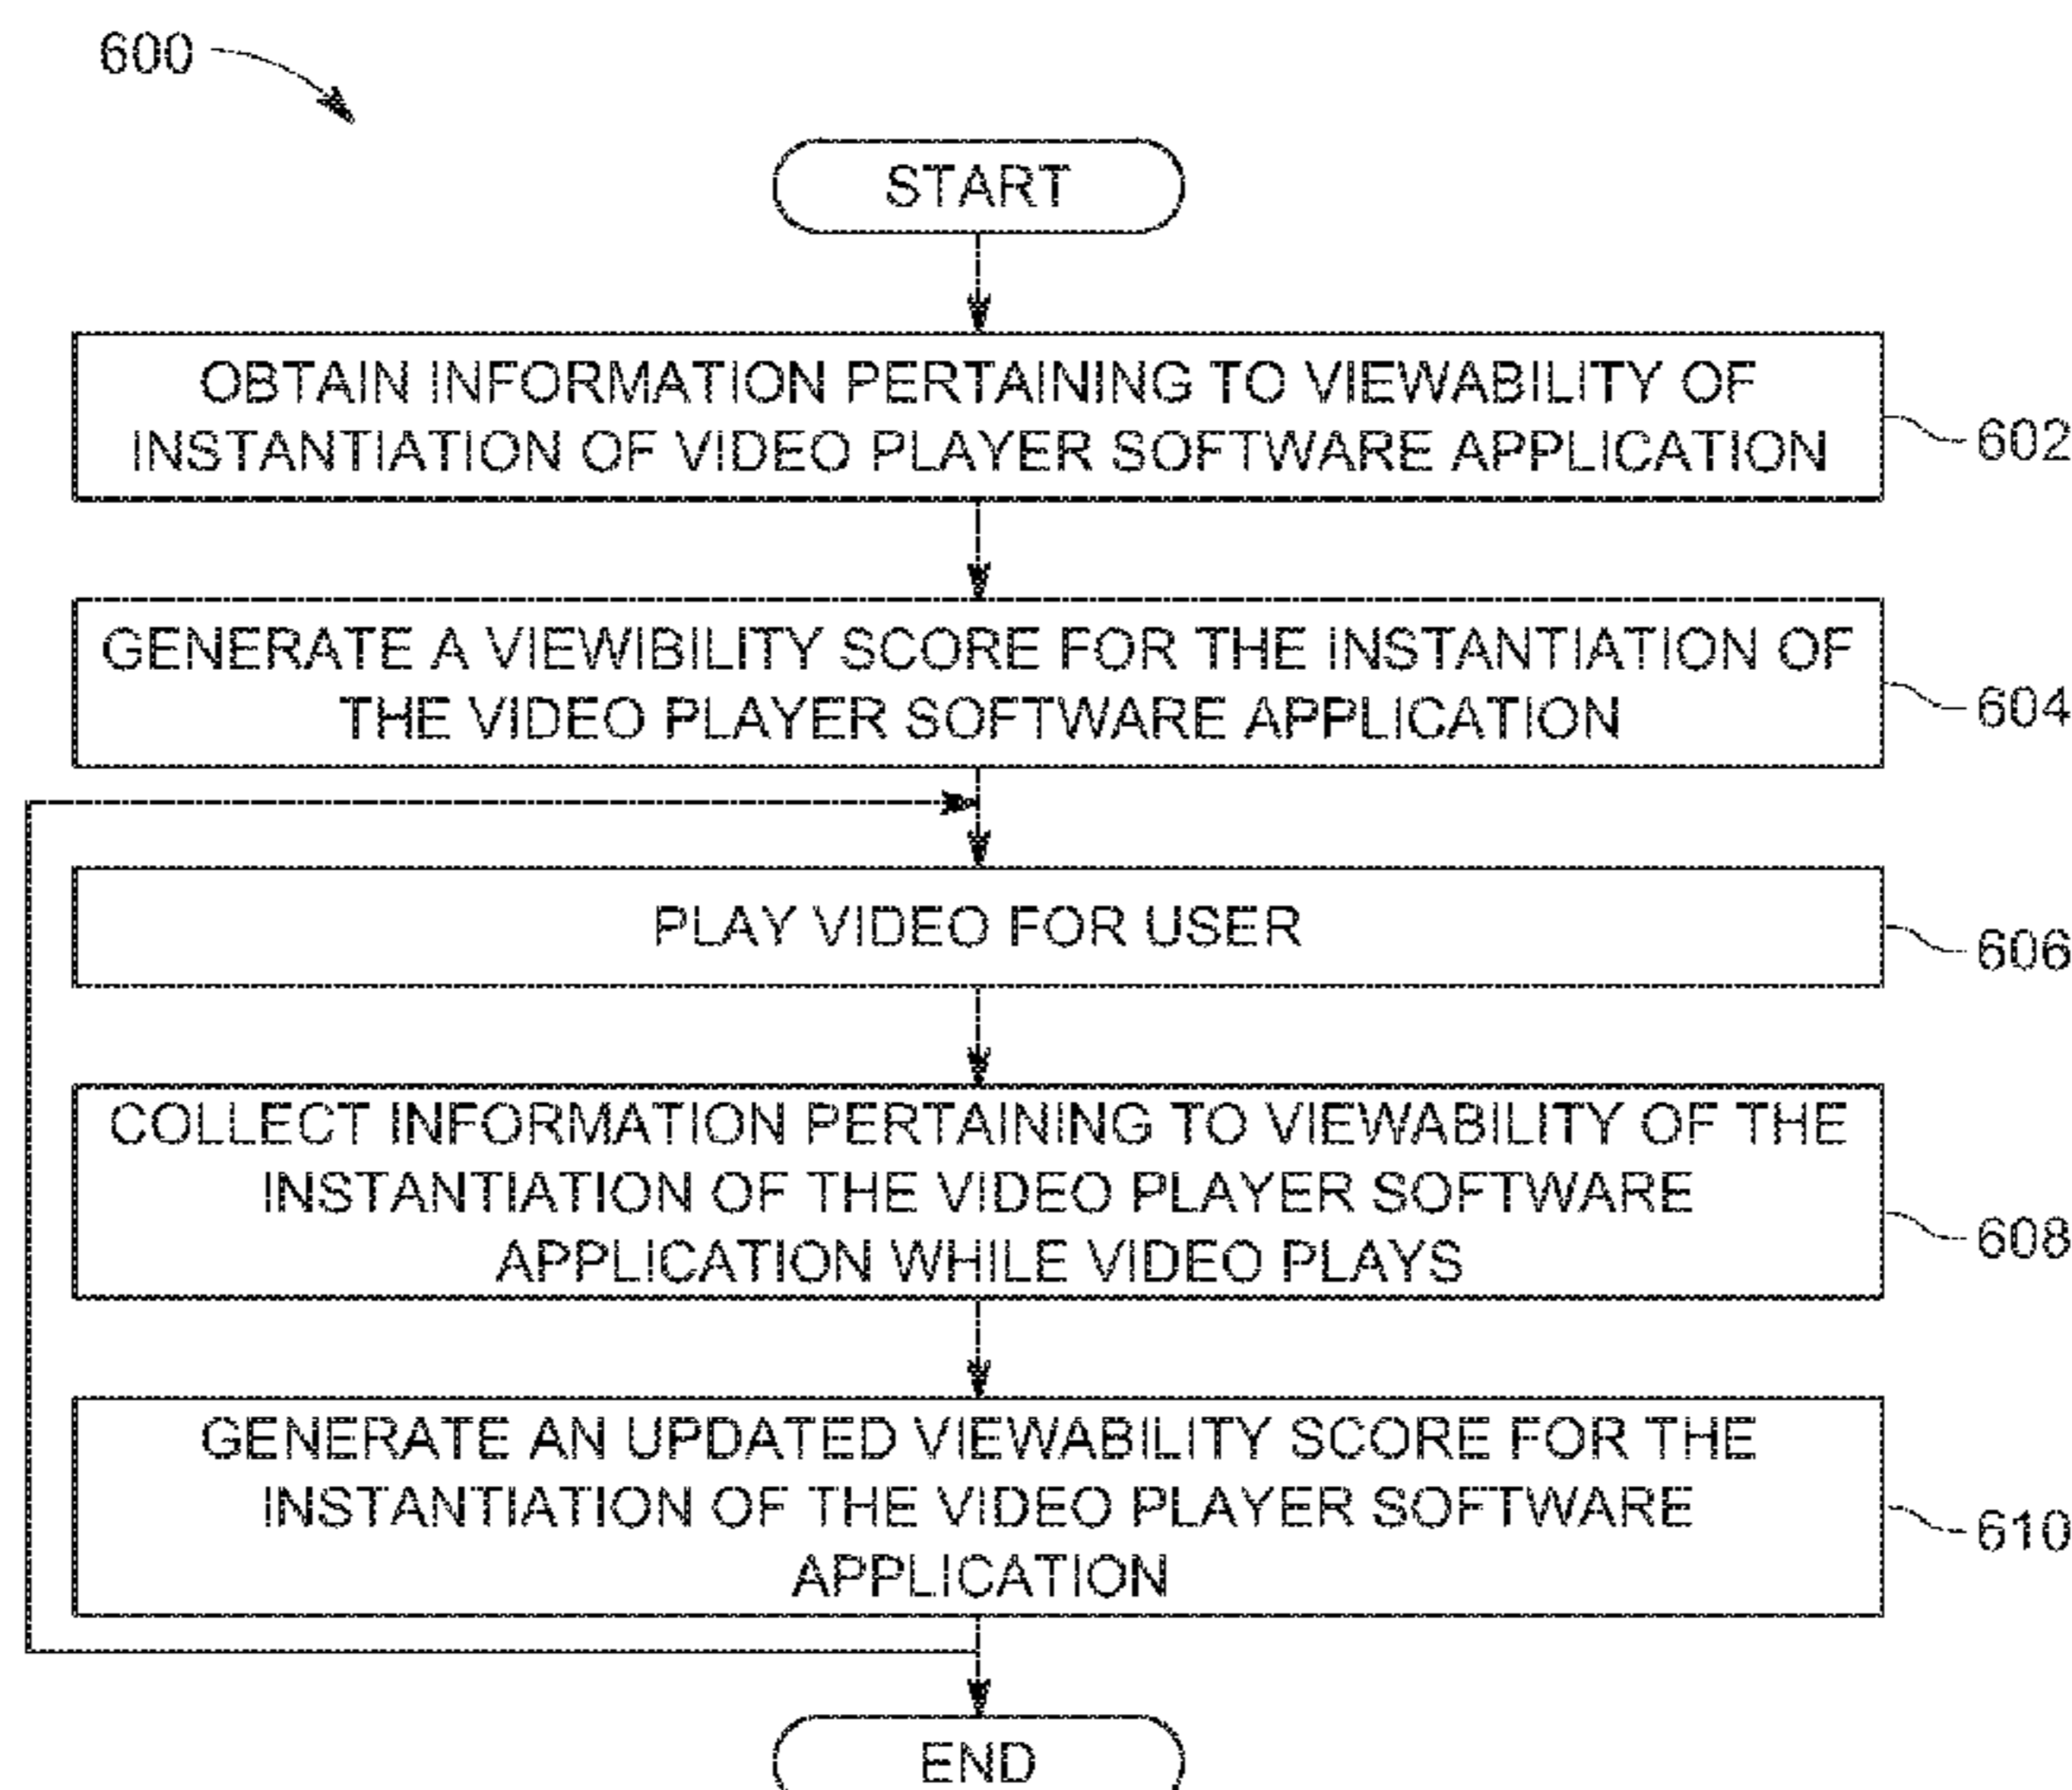 600
START
OBTAIN INFORMATION PERTAINING TO VIEWABILITY OF
INSTANTIATION OF VIDEO PLAYER SOFTWARE APPLICATION
602
GENERATE A VIEWIBILITY SCORE FOR THE INSTANTIATION OF
THE VIDEO PLAYER SOFTWARE APPLICATION
604
PLAY VIDEO FOR USER
606
COLLECT INFORMATION PERTAINING TO VIEWABILITY OF THE
INSTANTIATION OF THE VIDEO PLAYER SOFTWARE
APPLICATION WHILE VIDEO PLAYS
608
GENERATE AN UPDATED VIEWABILITY SCORE FOR THE
INSTANTIATION OF THE VIDEO PLAYER SOFTWARE
APPLICATION
610
END